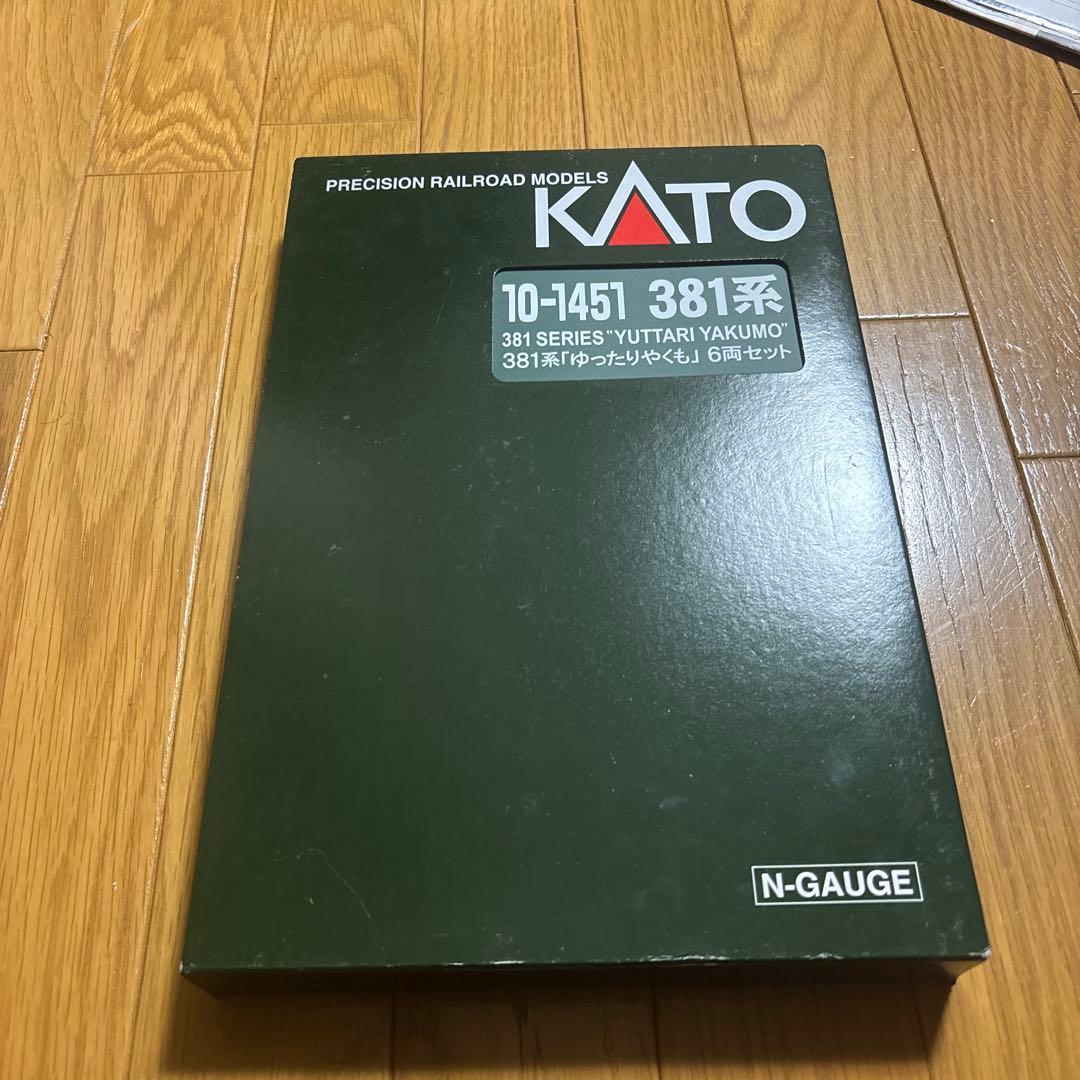 PRECISION RAILROAD MODELS
KATO
10-1451 381系
381 SERIES "YUTTARI YAKUMO"
381系「ゆったりやくも」 6両セット
N-GAUGE